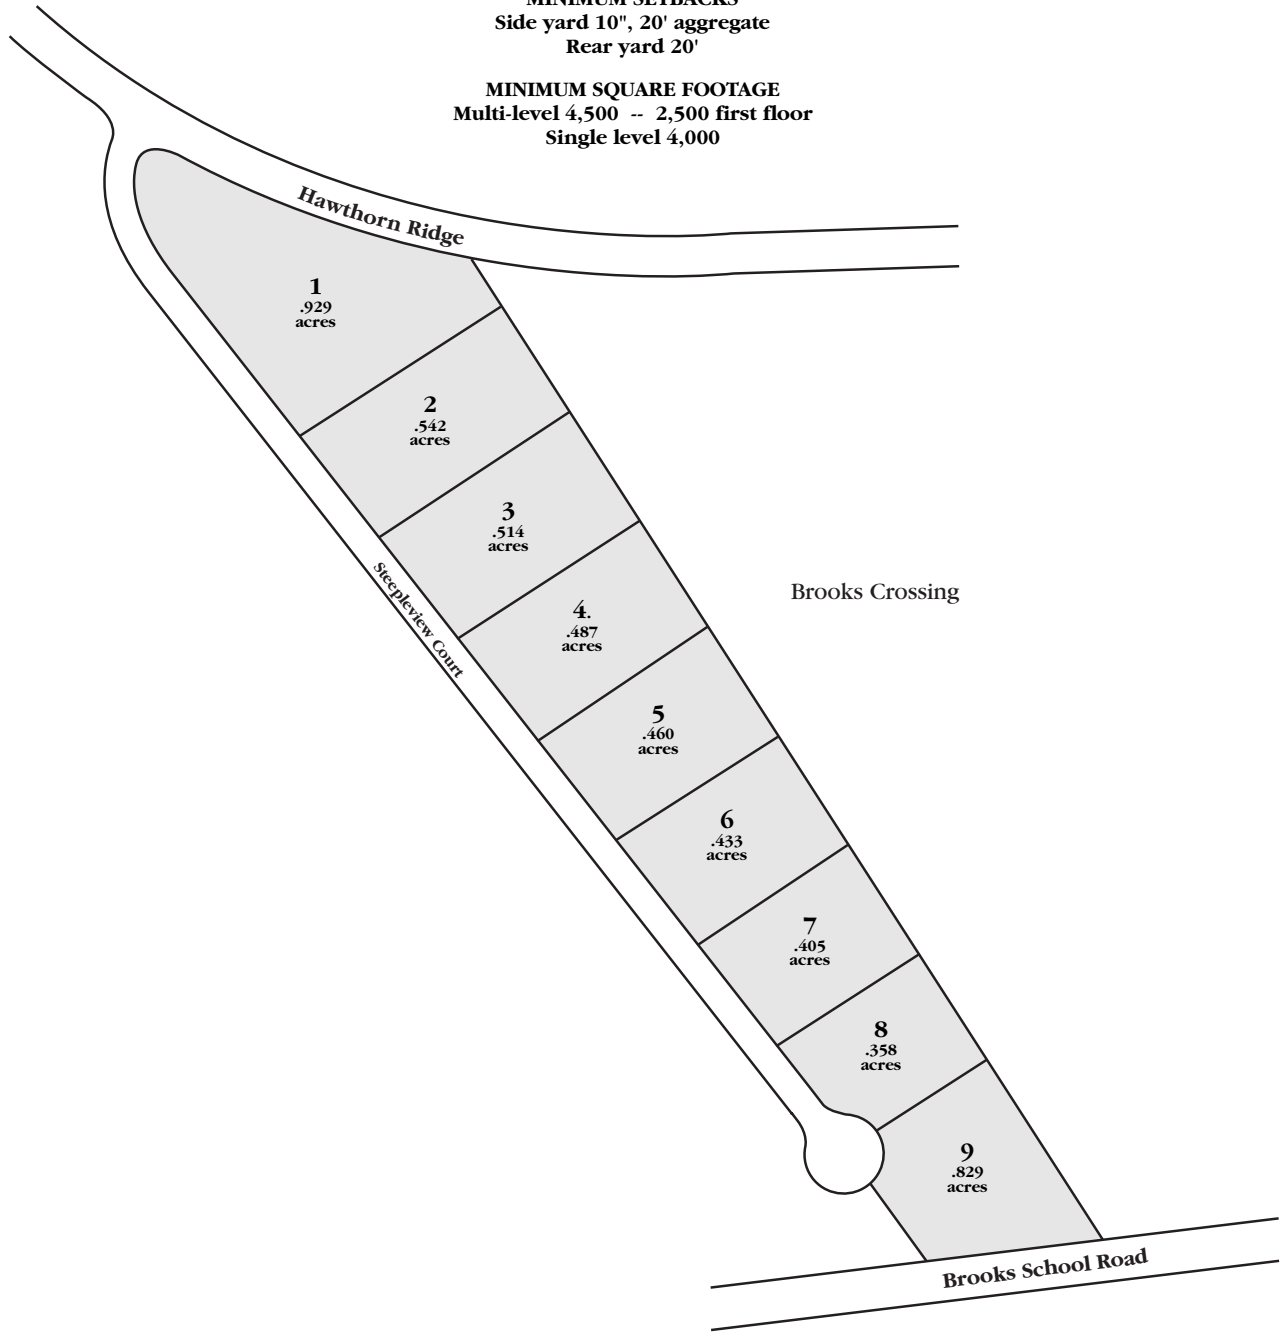 MINIMUM SETBACKS
Side yard 10", 20' aggregate
Rear yard 20'
MINIMUM SQUARE FOOTAGE
Multi-level 4,500 -- 2,500 first floor
Single level 4,000
Hawthorn Ridge
1
.929
acres
2
.542
acres
3
.514
acres
Steepleview Court
Brooks Crossing
4.
.487
acres
5
.460
acres
6
.433
acres
7
.405
acres
8
.358
acres
9
.829
acres
Brooks School Road